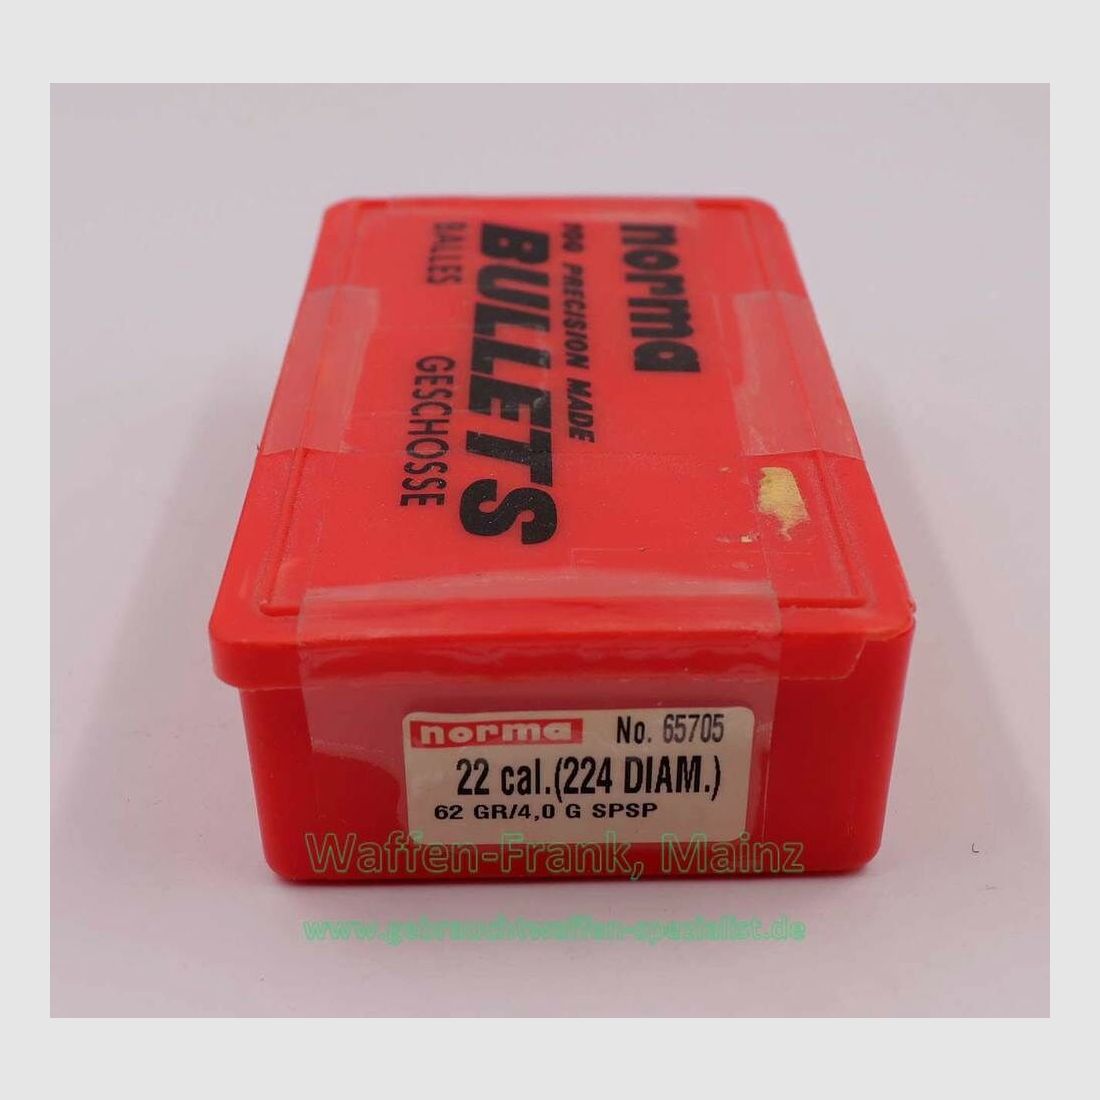 norma
100 PRECISION MADE
BULLETS
BALLES GESCHOSSE
norma No. 65705
22 cal.(224 DIAM.)
62 GR/4,0 G SPSP
Waffen-Frank, Mainz
www.gebrauchtwaffen-spezialist.de